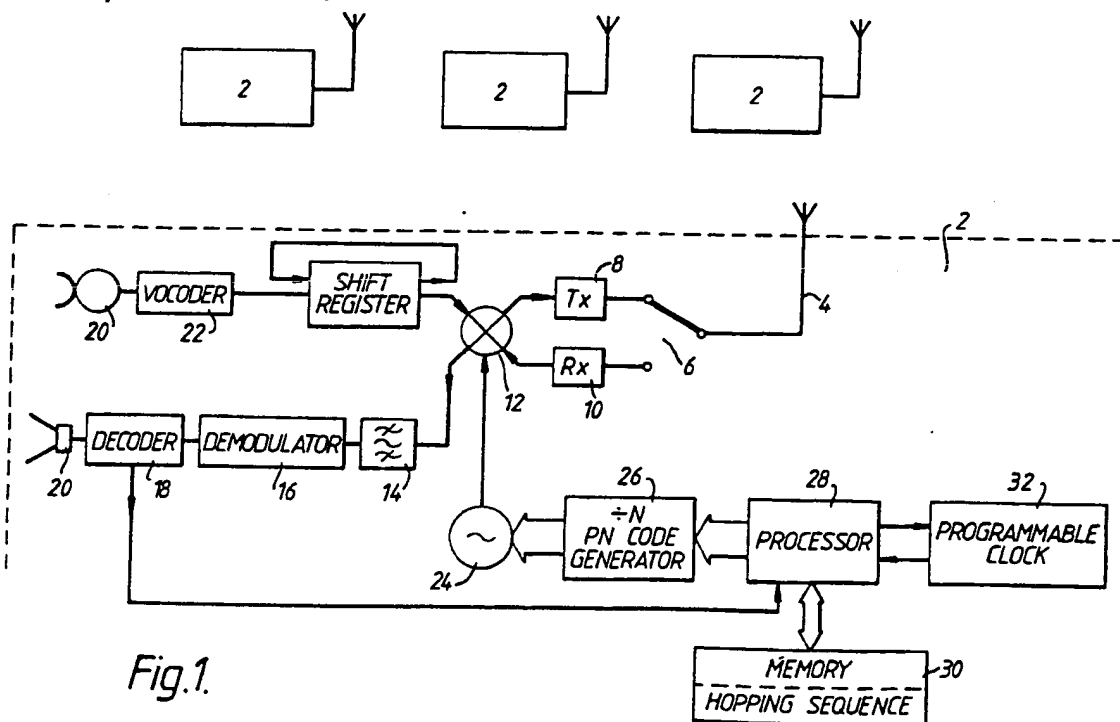 2
2
2
2
8
SHIFT
REGISTER
Tx
4
VOCODER
20
22
6
12
Rx
10
DECODER
DEMODULATOR
20
18
16
14
26
28
32
÷N
PN CODE
GENERATOR
PROCESSOR
PROGRAMMABLE
CLOCK
24
Fig.1.
MEMORY
30
HOPPING SEQUENCE